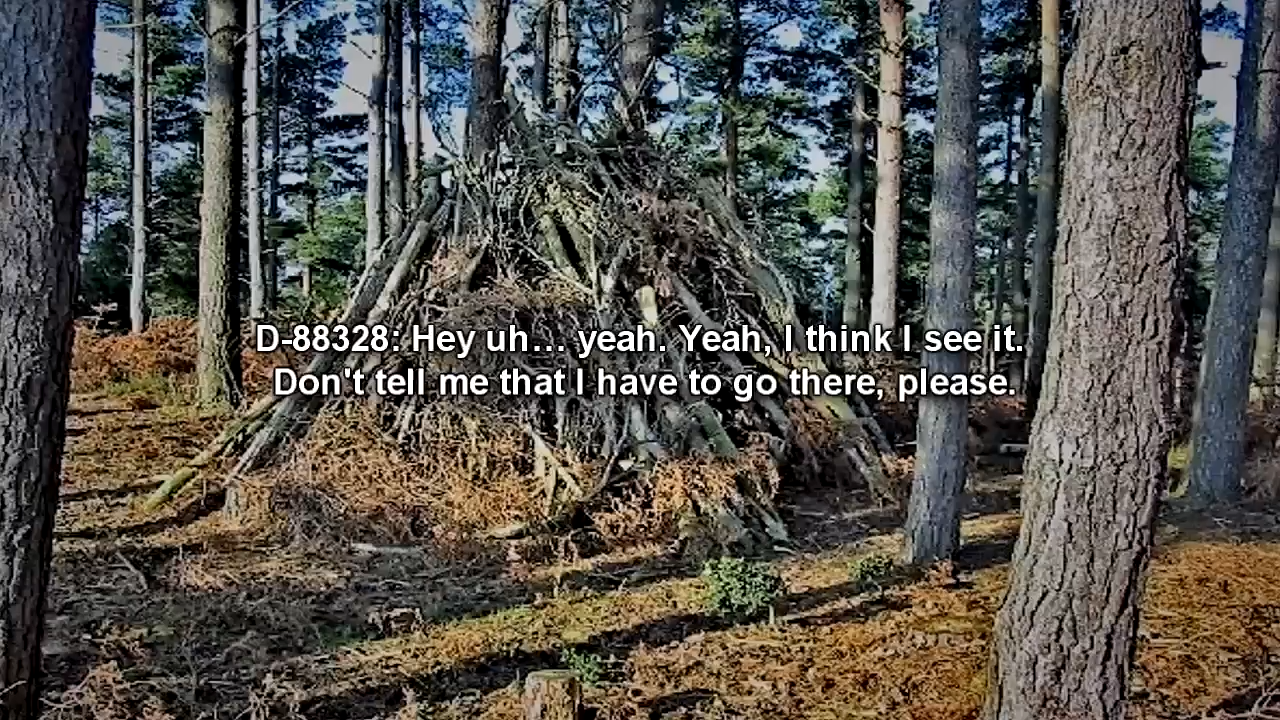 D-88328: Hey uh… yeah. Yeah, I think I see it.
Don't tell me that I have to go there, please.